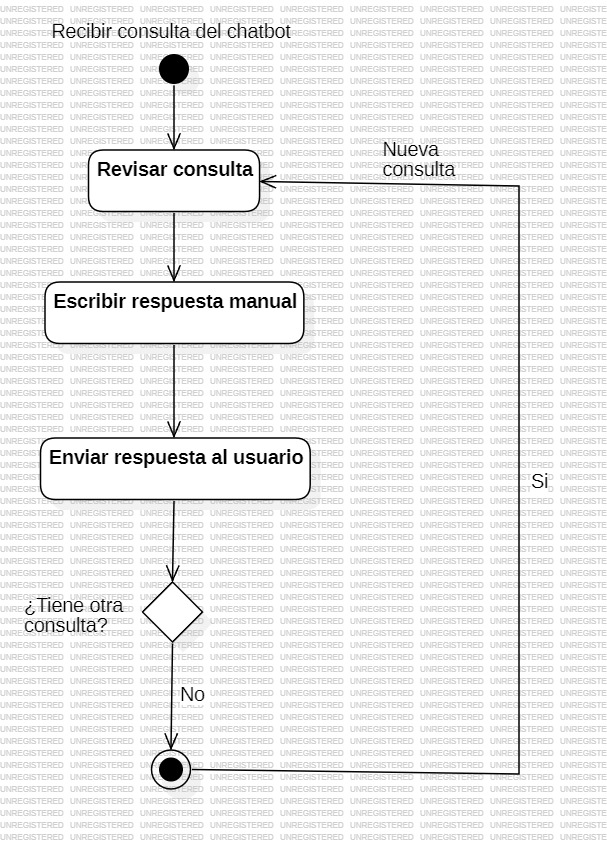 Recibir consulta del chatbot
Revisar consulta
Nueva
consulta
Escribir respuesta manual
Enviar respuesta al usuario
Si
¿Tiene otra
consulta?
No
UNREGISTERED